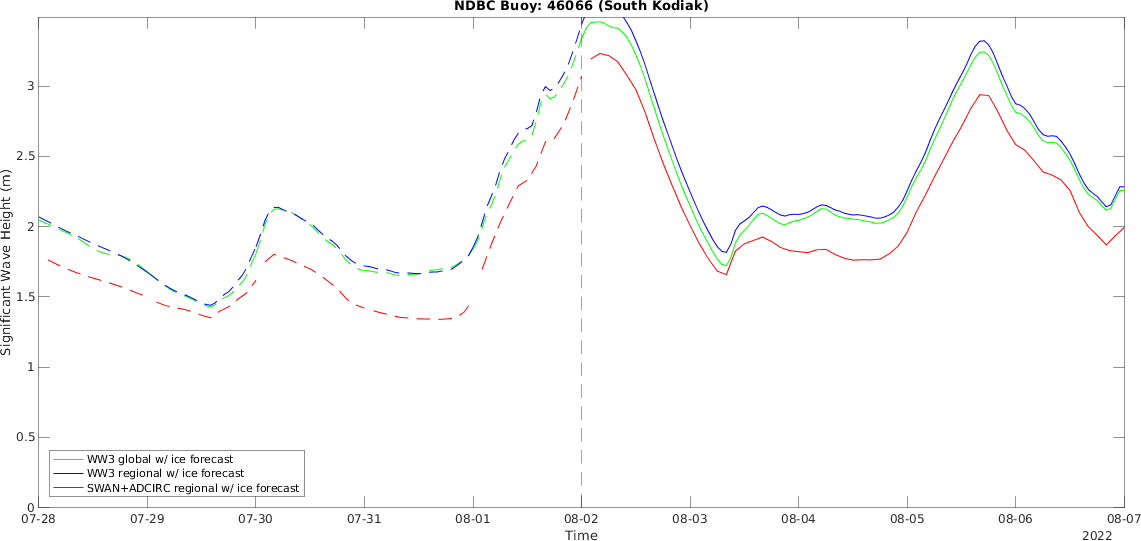 NDBC Buoy: 46066 (South Kodiak)
Significant Wave Height (m)
3
2.5
2
1.5
1
0.5
0
WW3 global w/ ice forecast
WW3 regional w/ ice forecast
SWAN+ADCIRC regional w/ ice forecast
07-28 07-29 07-30 07-31 08-01 08-02 08-03 08-04 08-05 08-06 08-07
Time
2022